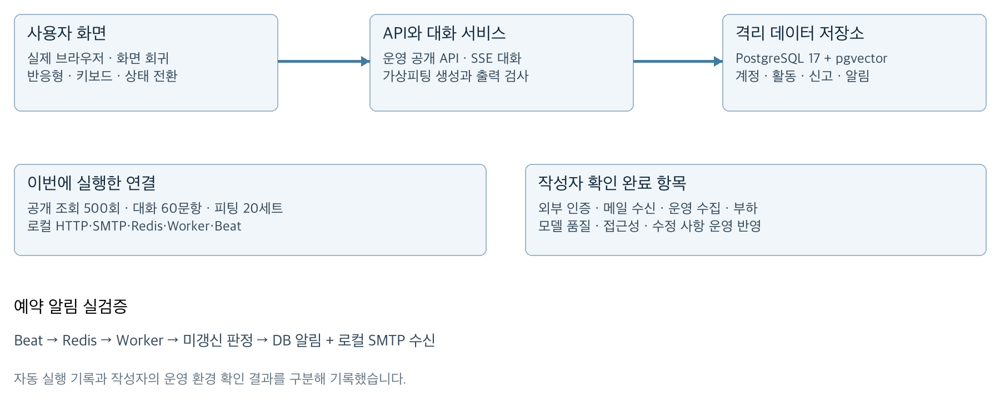 사용자 화면
실제 브라우저 · 화면 회귀
반응형 · 키보드 · 상태 전환
API와 대화 서비스
운영 공개 API · SSE 대화
가상피팅 생성과 출력 검사
격리 데이터 저장소
PostgreSQL 17 + pgvector
계정 · 활동 · 신고 · 알림
이번에 실행한 연결
공개 조회 500회 · 대화 60문항 · 피팅 20세트
로컬 HTTP·SMTP·Redis·Worker·Beat
작성자 확인 완료 항목
외부 인증 · 메일 수신 · 운영 수집 · 부하
모델 품질 · 접근성 · 수정 사항 운영 반영
예약 알림 실검증
Beat → Redis → Worker → 미갱신 판정 → DB 알림 + 로컬 SMTP 수신
자동 실행 기록과 작성자의 운영 환경 확인 결과를 구분해 기록했습니다.